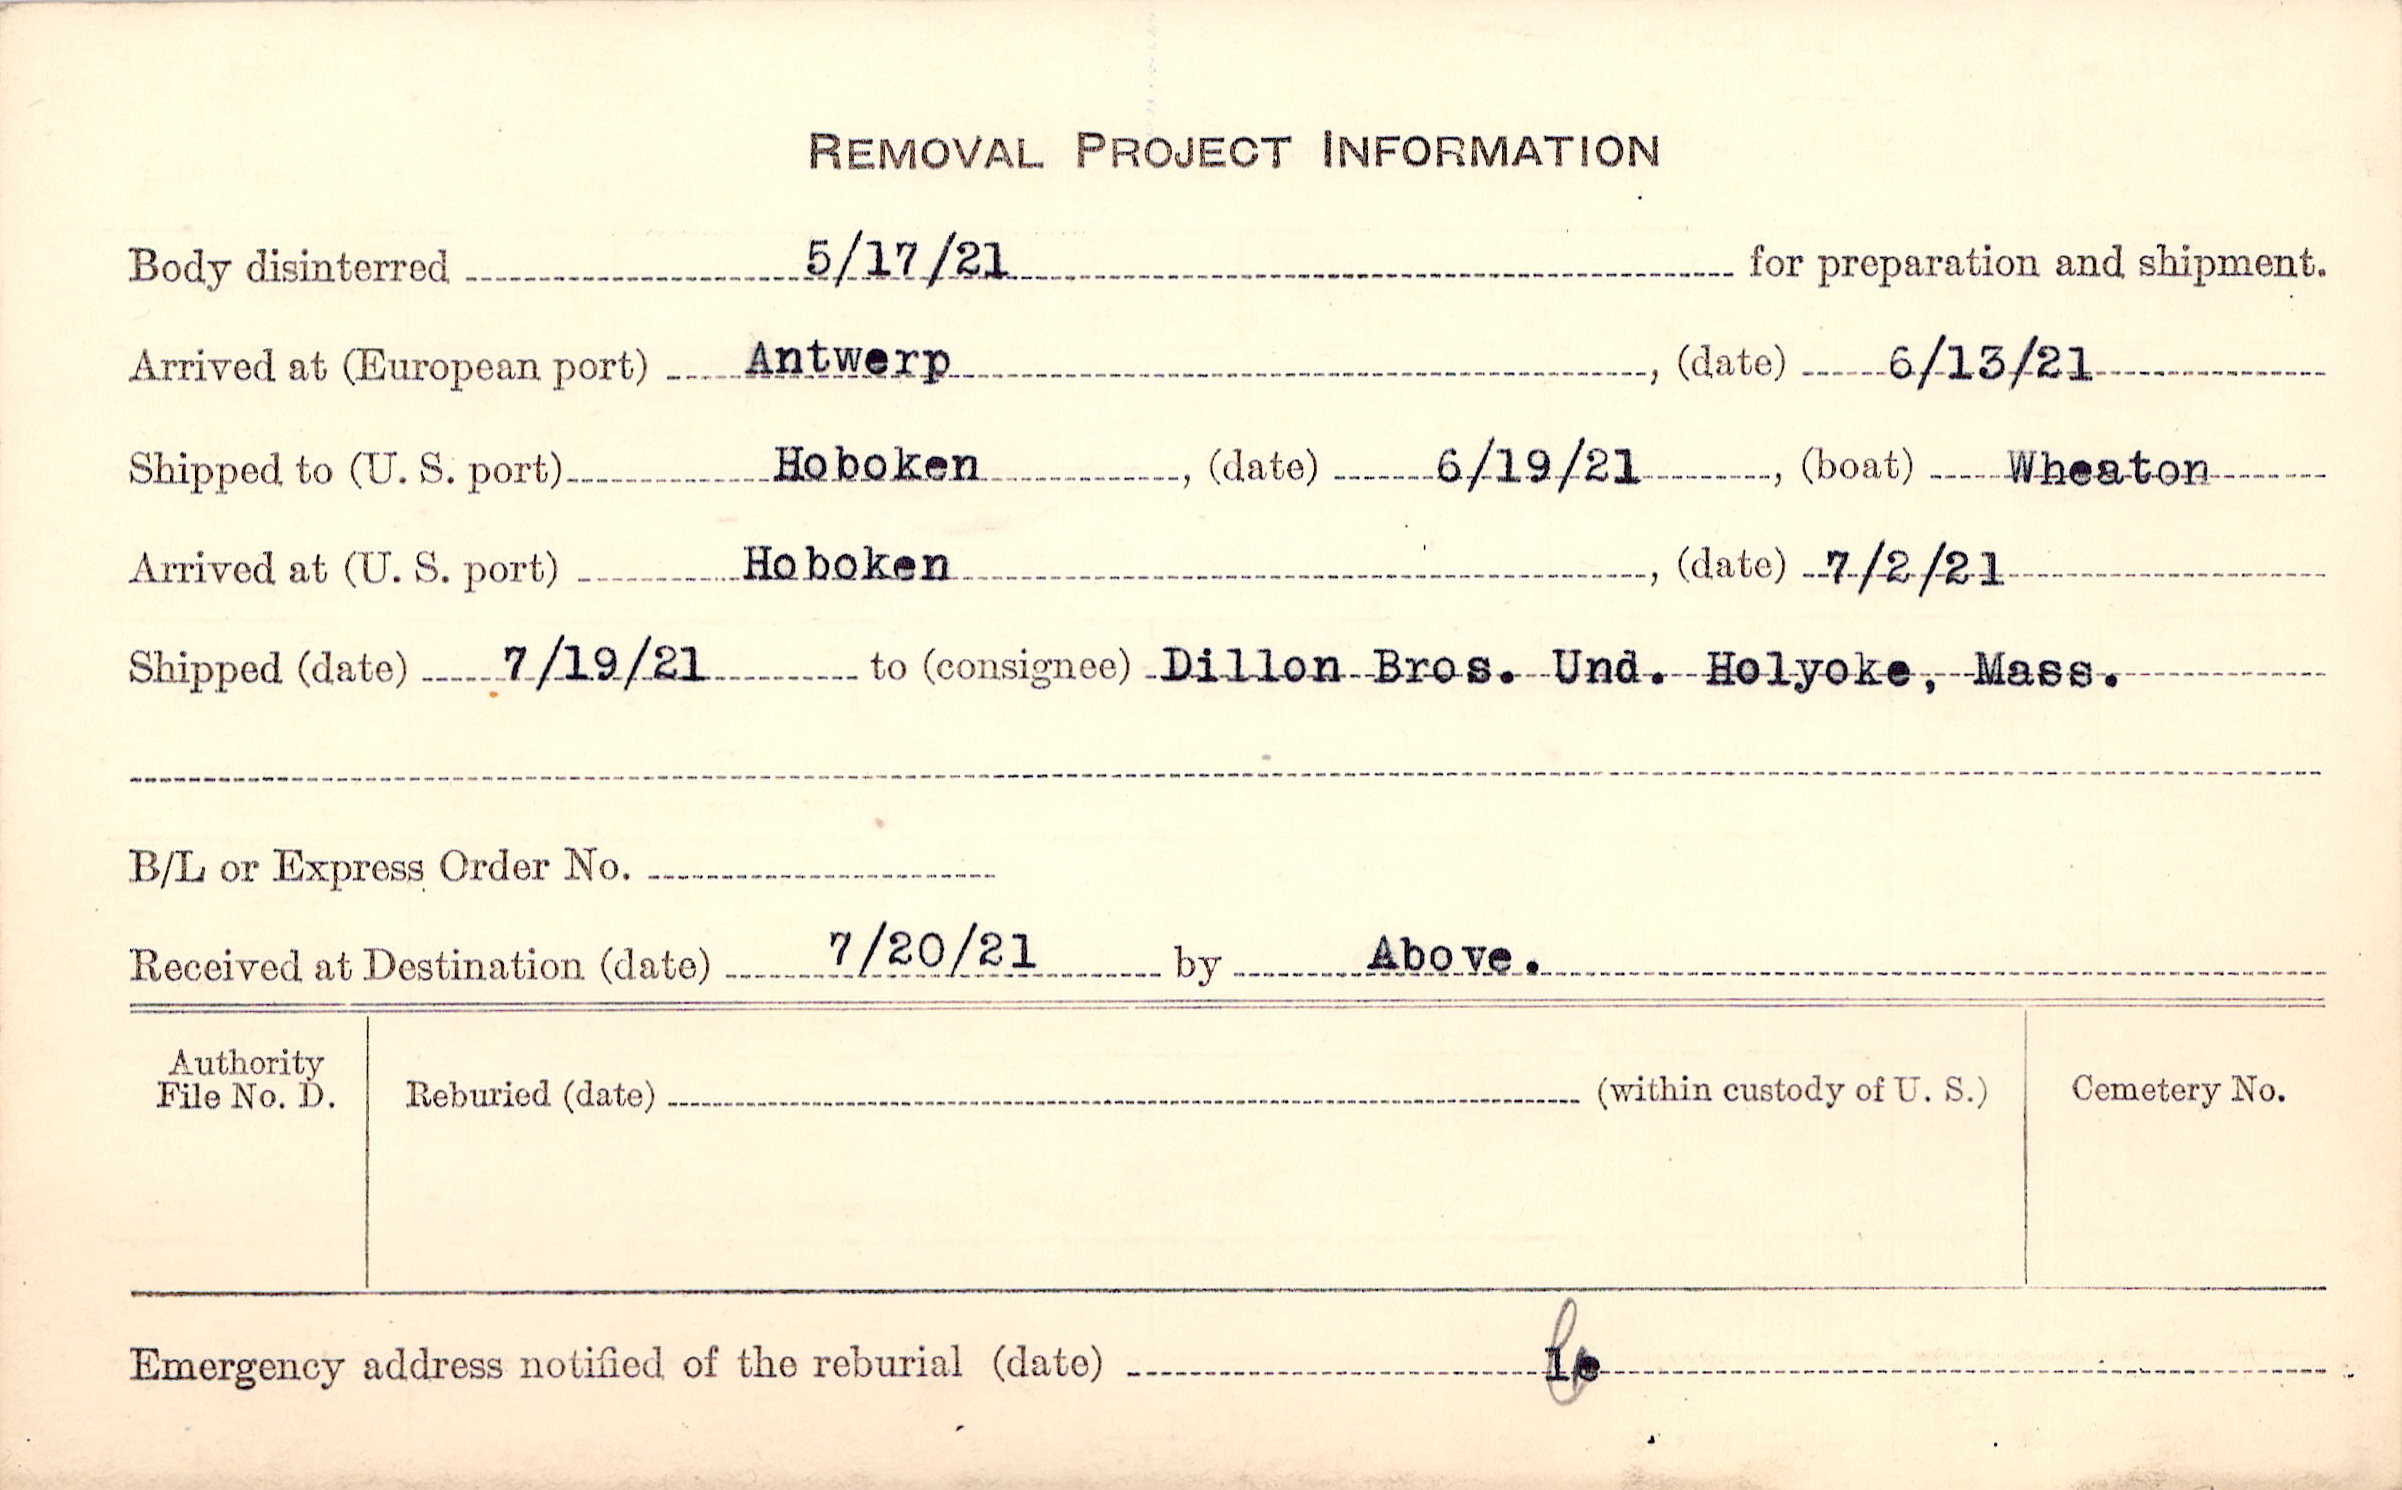 REMOVAL PROJECT INFORMATION
Body disinterred 5/17/21 for preparation and shipment.
Arrived at (European port) Antwerp, (date) 6/13/21
Shipped to (U. S. port) Hoboken, (date) 6/19/21, (boat) Wheaton
Arrived at (U. S. port) Hoboken, (date) 7/2/21
Shipped (date) 7/19/21 to (consignee) Dillon Bros. Und. Holyoke, Mass.
B/L or Express Order No.
Received at Destination (date) 7/20/21 by Above.
Authority
File No. D.
Reburied (date) (within custody of U. S.)
Cemetery No.
Emergency address notified of the reburial (date) le